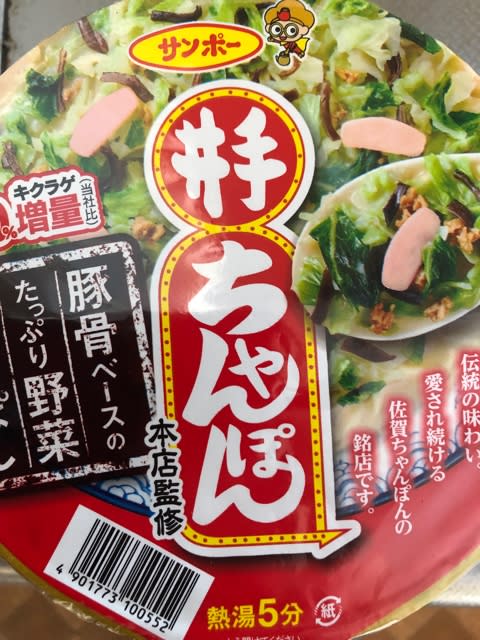 サンポー
井手
ちゃんぽん
本店監修
キクラゲ
増量
(当社比)
豚骨ベースの
たっぷり野菜
伝統の味わい。
愛され続ける
佐賀ちゃんぽんの
銘店です。
4 901773 100552
熱湯5分
紙